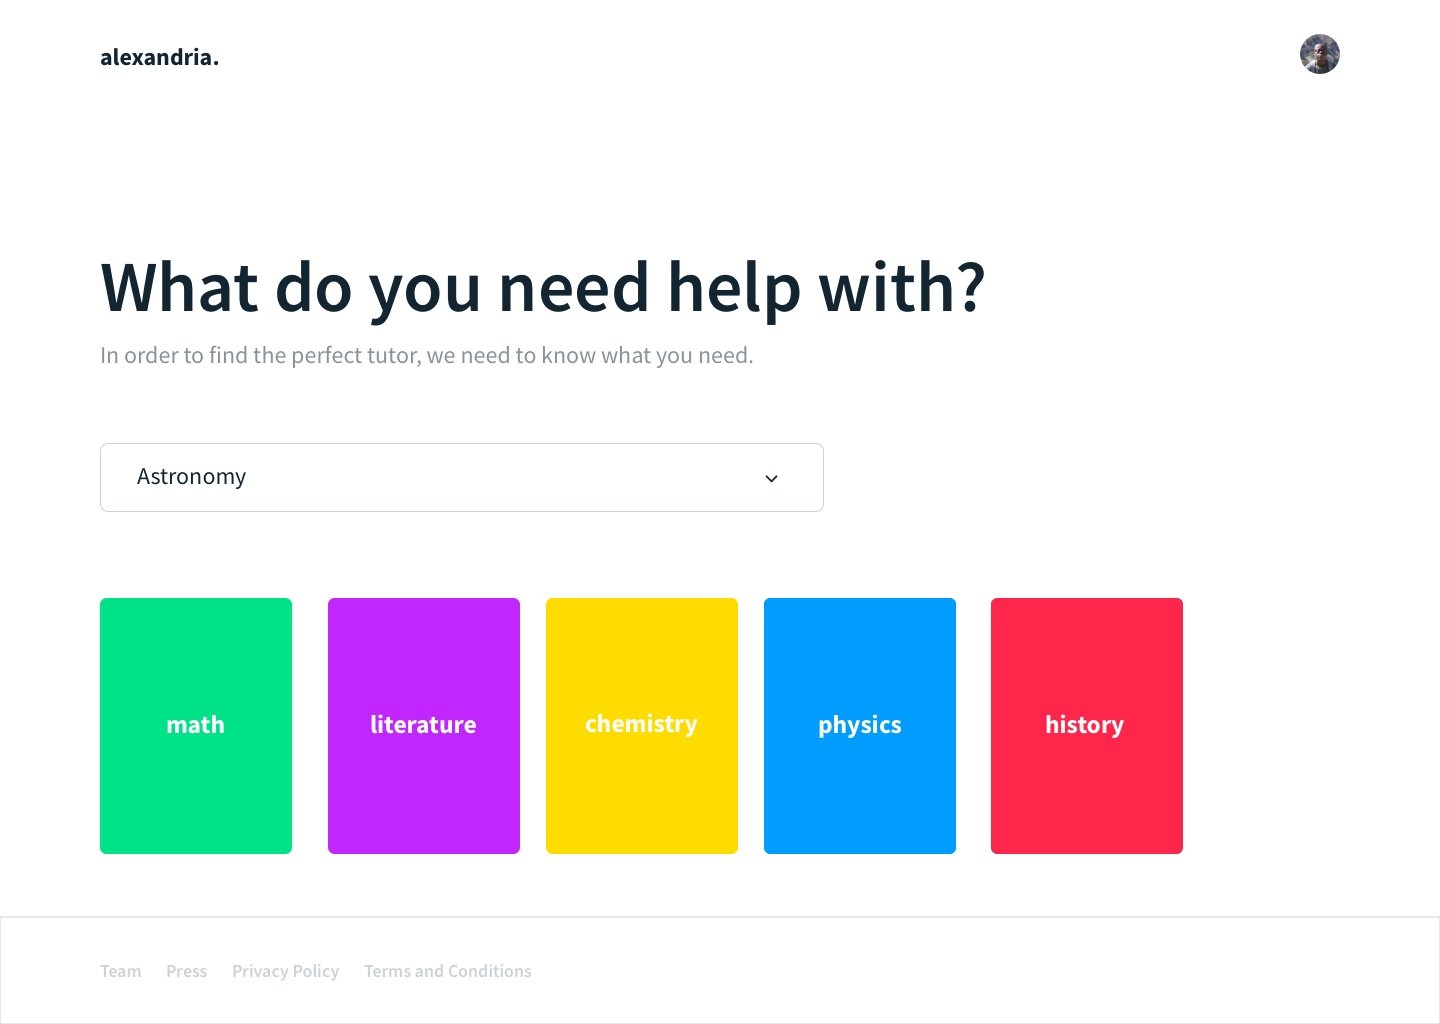 alexandria.
What do you need help with?
In order to find the perfect tutor, we need to know what you need.
Astronomy
math
literature
chemistry
physics
history
Team Press Privacy Policy Terms and Conditions